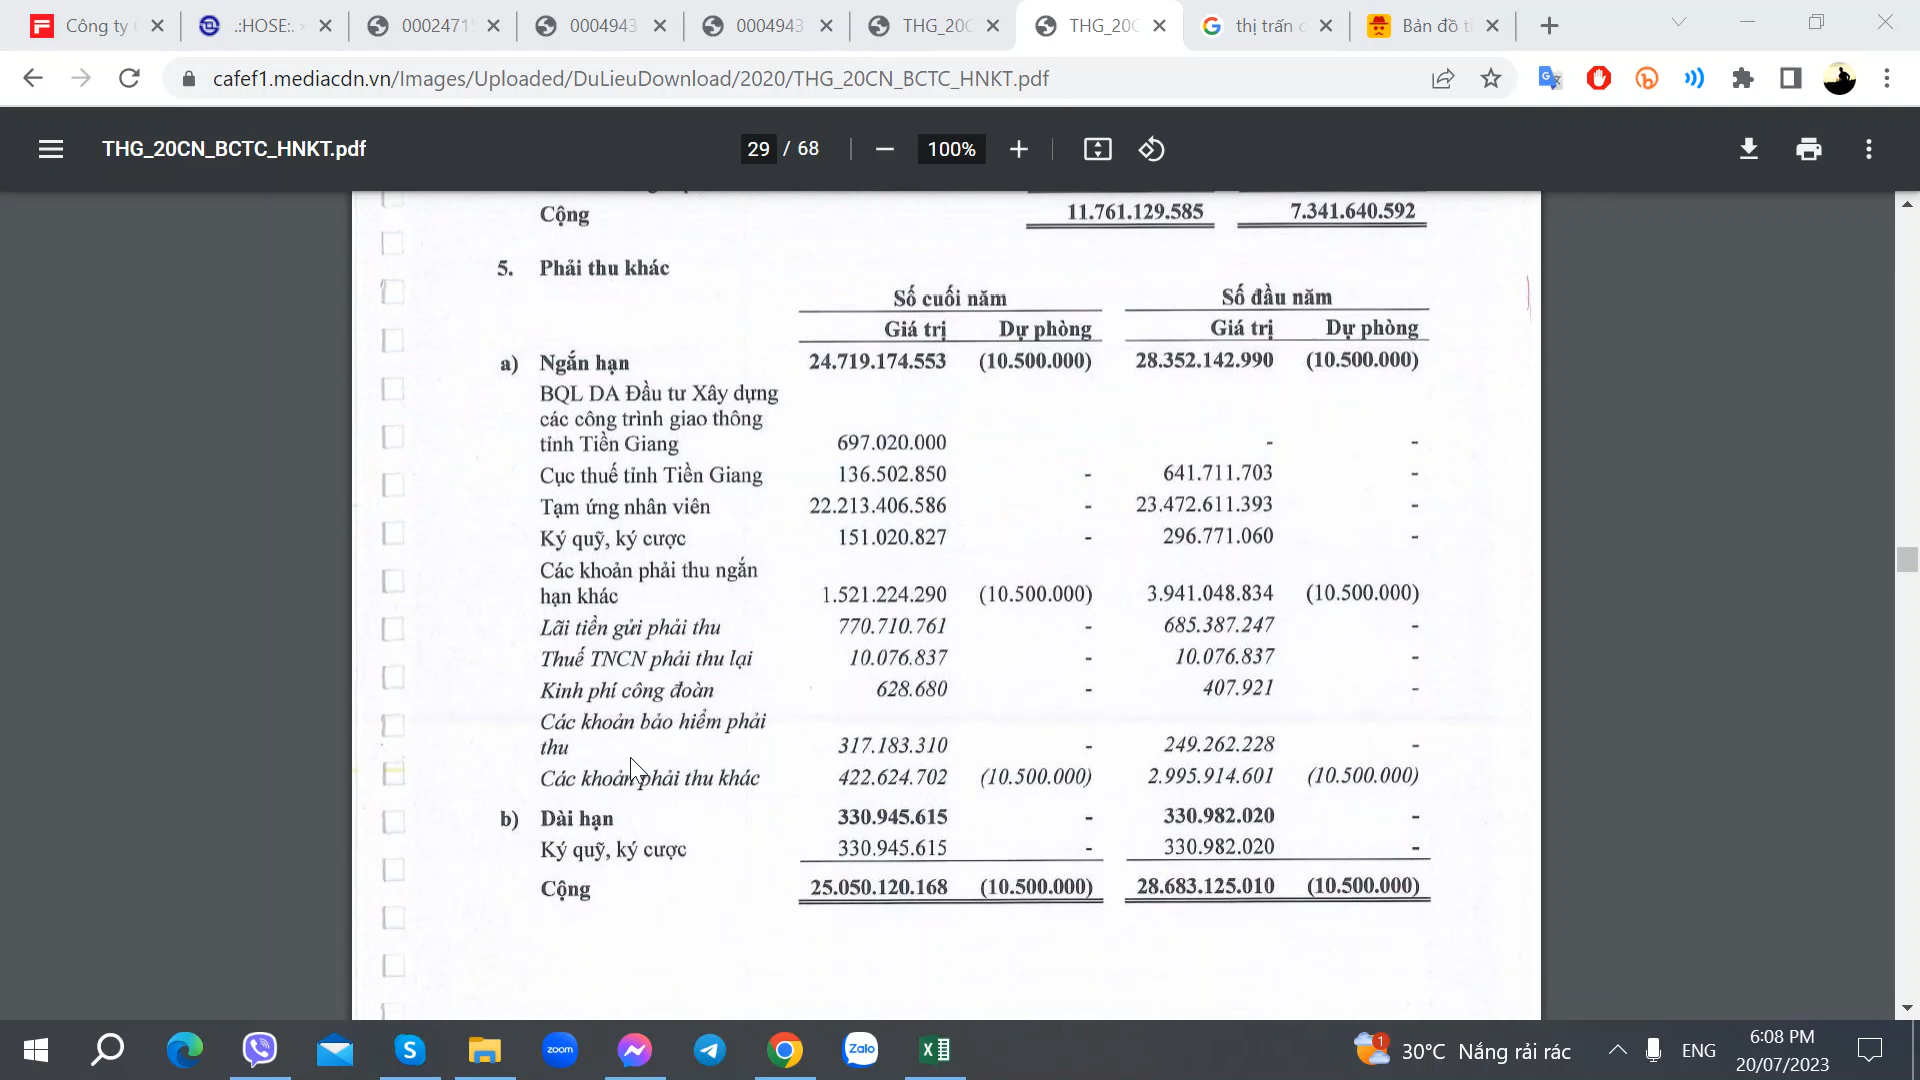 Công ty
.:HOSE:.
000247
0004943
0004943
THG_20C
THG_20C
thị trấn c
Bản đồ t
cafef1.mediacdn.vn/Images/Uploaded/DuLieuDownload/2020/THG_20CN_BCTC_HNKT.pdf
THG_20CN_BCTC_HNKT.pdf
29 / 68
100%
Cộng 11.761.129.585 7.341.640.592
5. Phải thu khác
Số cuối năm Số đầu năm
Giá trị Dự phòng Giá trị Dự phòng
a) Ngắn hạn 24.719.174.553 (10.500.000) 28.352.142.990 (10.500.000)
BQL DA Đầu tư Xây dựng
các công trình giao thông
tỉnh Tiền Giang 697.020.000 - -
Cục thuế tỉnh Tiền Giang 136.502.850 - 641.711.703 -
Tạm ứng nhân viên 22.213.406.586 - 23.472.611.393 -
Ký quỹ, ký cược 151.020.827 - 296.771.060 -
Các khoản phải thu ngắn
hạn khác 1.521.224.290 (10.500.000) 3.941.048.834 (10.500.000)
Lãi tiền gửi phải thu 770.710.761 - 685.387.247 -
Thuế TNCN phải thu lại 10.076.837 - 10.076.837 -
Kinh phí công đoàn 628.680 - 407.921 -
Các khoản bảo hiểm phải
thu 317.183.310 - 249.262.228 -
Các khoản phải thu khác 422.624.702 (10.500.000) 2.995.914.601 (10.500.000)
b) Dài hạn 330.945.615 - 330.982.020 -
Ký quỹ, ký cược 330.945.615 - 330.982.020 -
Cộng 25.050.120.168 (10.500.000) 28.683.125.010 (10.500.000)
zoom
Zalo
1
30°C Nắng rải rác
ENG
6:08 PM
20/07/2023